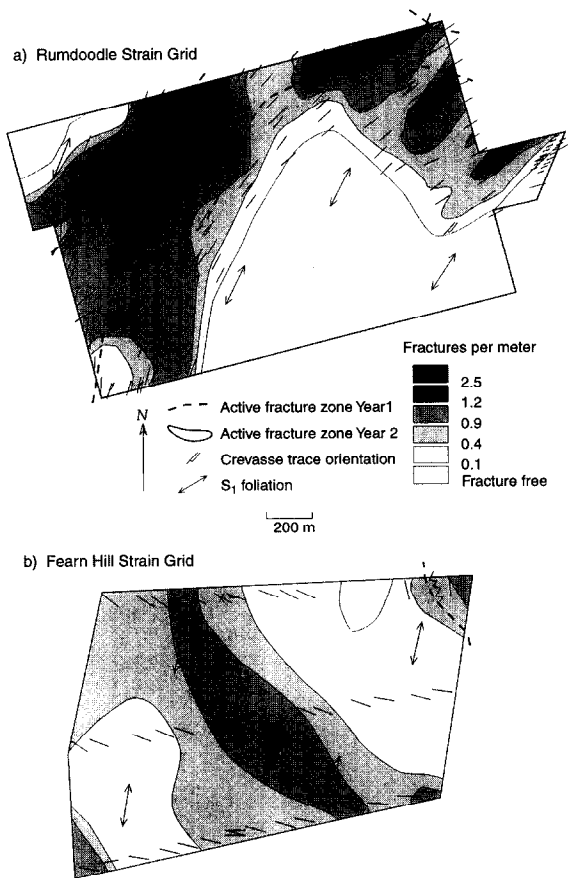 a) Rumdoodle Strain Grid
Fractures per meter
2.5
1.2
0.9
0.4
0.1
Fracture free
N
Active fracture zone Year1
Active fracture zone Year 2
Crevasse trace orientation
S1 foliation
200 m
b) Fearn Hill Strain Grid